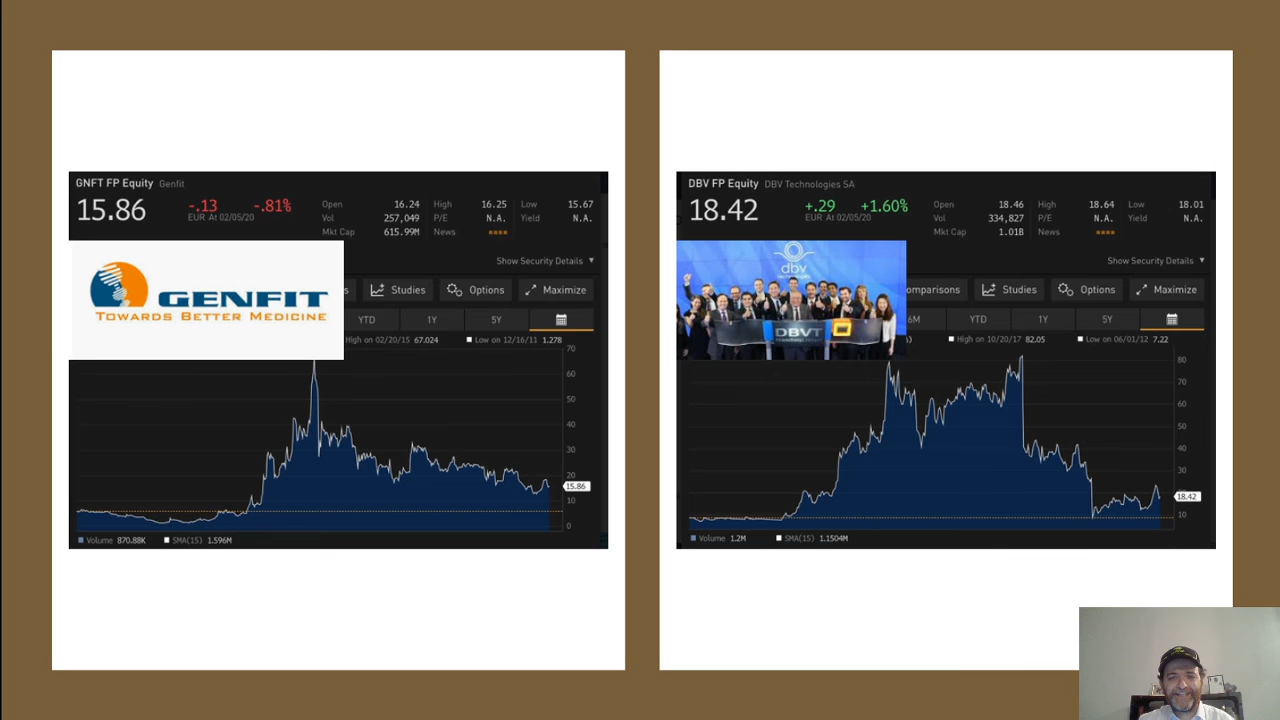 GNFT FP Equity Genfit
15.86 -.13 -.81%
EUR At 02/05/20
Open 16.24 High 16.25 Low 15.67
Vol 257,049 P/E N.A. Yield N.A.
Mkt Cap 615.99M News
Show Security Details
GENFIT
TOWARDS BETTER MEDICINE
s Studies Options Maximize
YTD 1Y 5Y
High on 02/20/15 67.024 Low on 12/16/11 1.278
70
60
50
40
30
20
15.86
10
0
Volume 870.88K SMA(15) 1.596M
DBV FP Equity DBV Technologies SA
18.42 +.29 +1.60%
EUR At 02/05/20
Open 18.46 High 18.64 Low 18.01
Vol 334,827 P/E N.A. Yield N.A.
Mkt Cap 1.01B News
Show Security Details
dbv
DBVT
omparisons Studies Options Maximize
6M YTD 1Y 5Y
) High on 10/20/17 82.05 Low on 06/01/12 7.22
80
70
60
50
40
30
18.42
10
Volume 1.2M SMA(15) 1.1504M